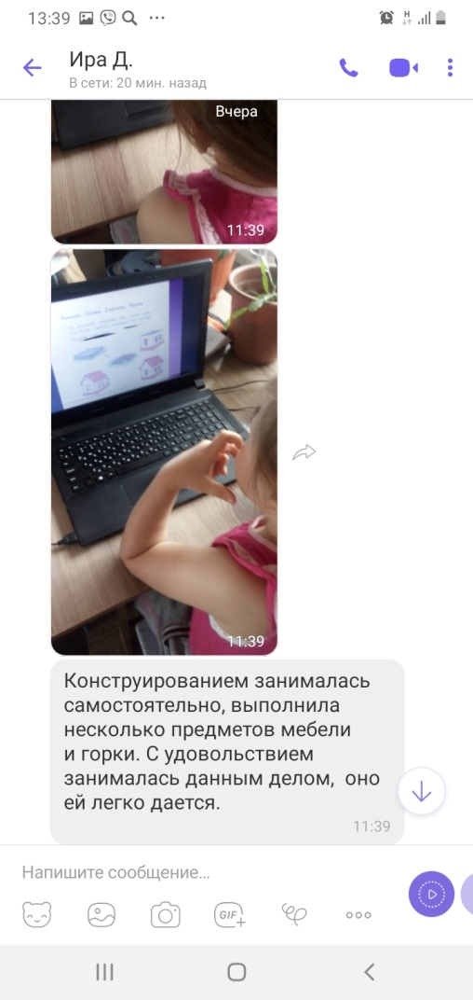 13:39
Ира Д.
В сети: 20 мин. назад
Вчера
11:39
11:39
Конструированием занималась
самостоятельно, выполнила
несколько предметов мебели
и горки. С удовольствием
занималась данным делом,  оно
ей легко дается.
11:39
Напишите сообщение...
GIF